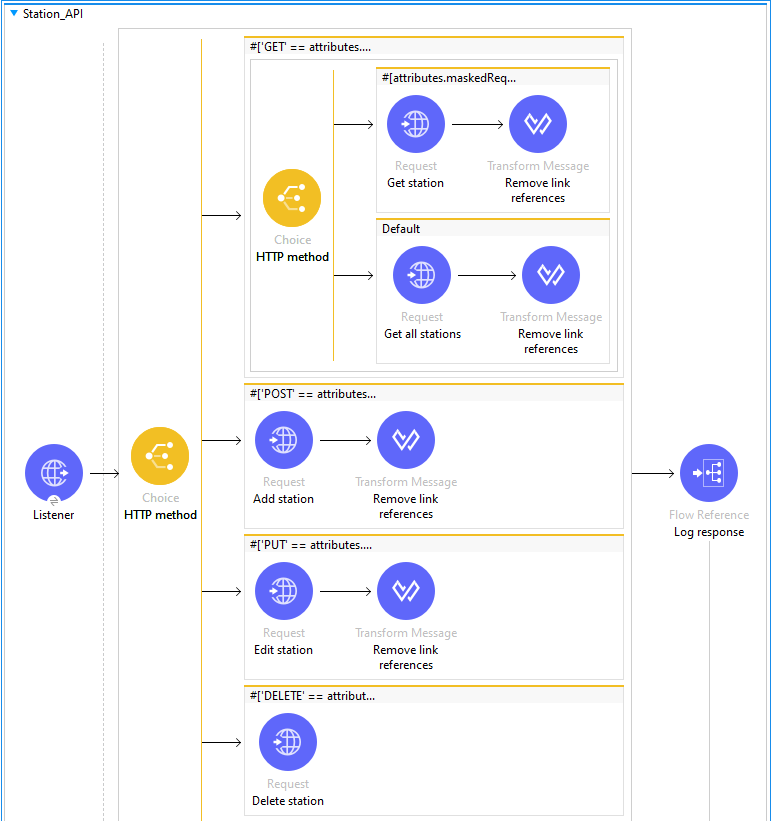 Station_API
#['GET' == attributes....
#[attributes.maskedReq...
Request
Get station
Transform Message
Remove link
references
Choice
HTTP method
Default
Request
Get all stations
Transform Message
Remove link
references
#['POST' == attributes...
Request
Add station
Transform Message
Remove link
references
Listener
Choice
HTTP method
Flow Reference
Log response
#['PUT' == attributes....
Request
Edit station
Transform Message
Remove link
references
#['DELETE' == attribut...
Request
Delete station